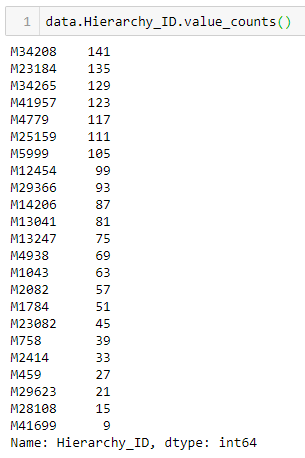 1 data.Hierarchy_ID.value_counts()
M34208 141
M23184 135
M34265 129
M41957 123
M4779 117
M25159 111
M5999 105
M12454 99
M29366 93
M14206 87
M13041 81
M13247 75
M4938 69
M1043 63
M2082 57
M1784 51
M23082 45
M758 39
M2414 33
M459 27
M29623 21
M28108 15
M41699 9
Name: Hierarchy_ID, dtype: int64